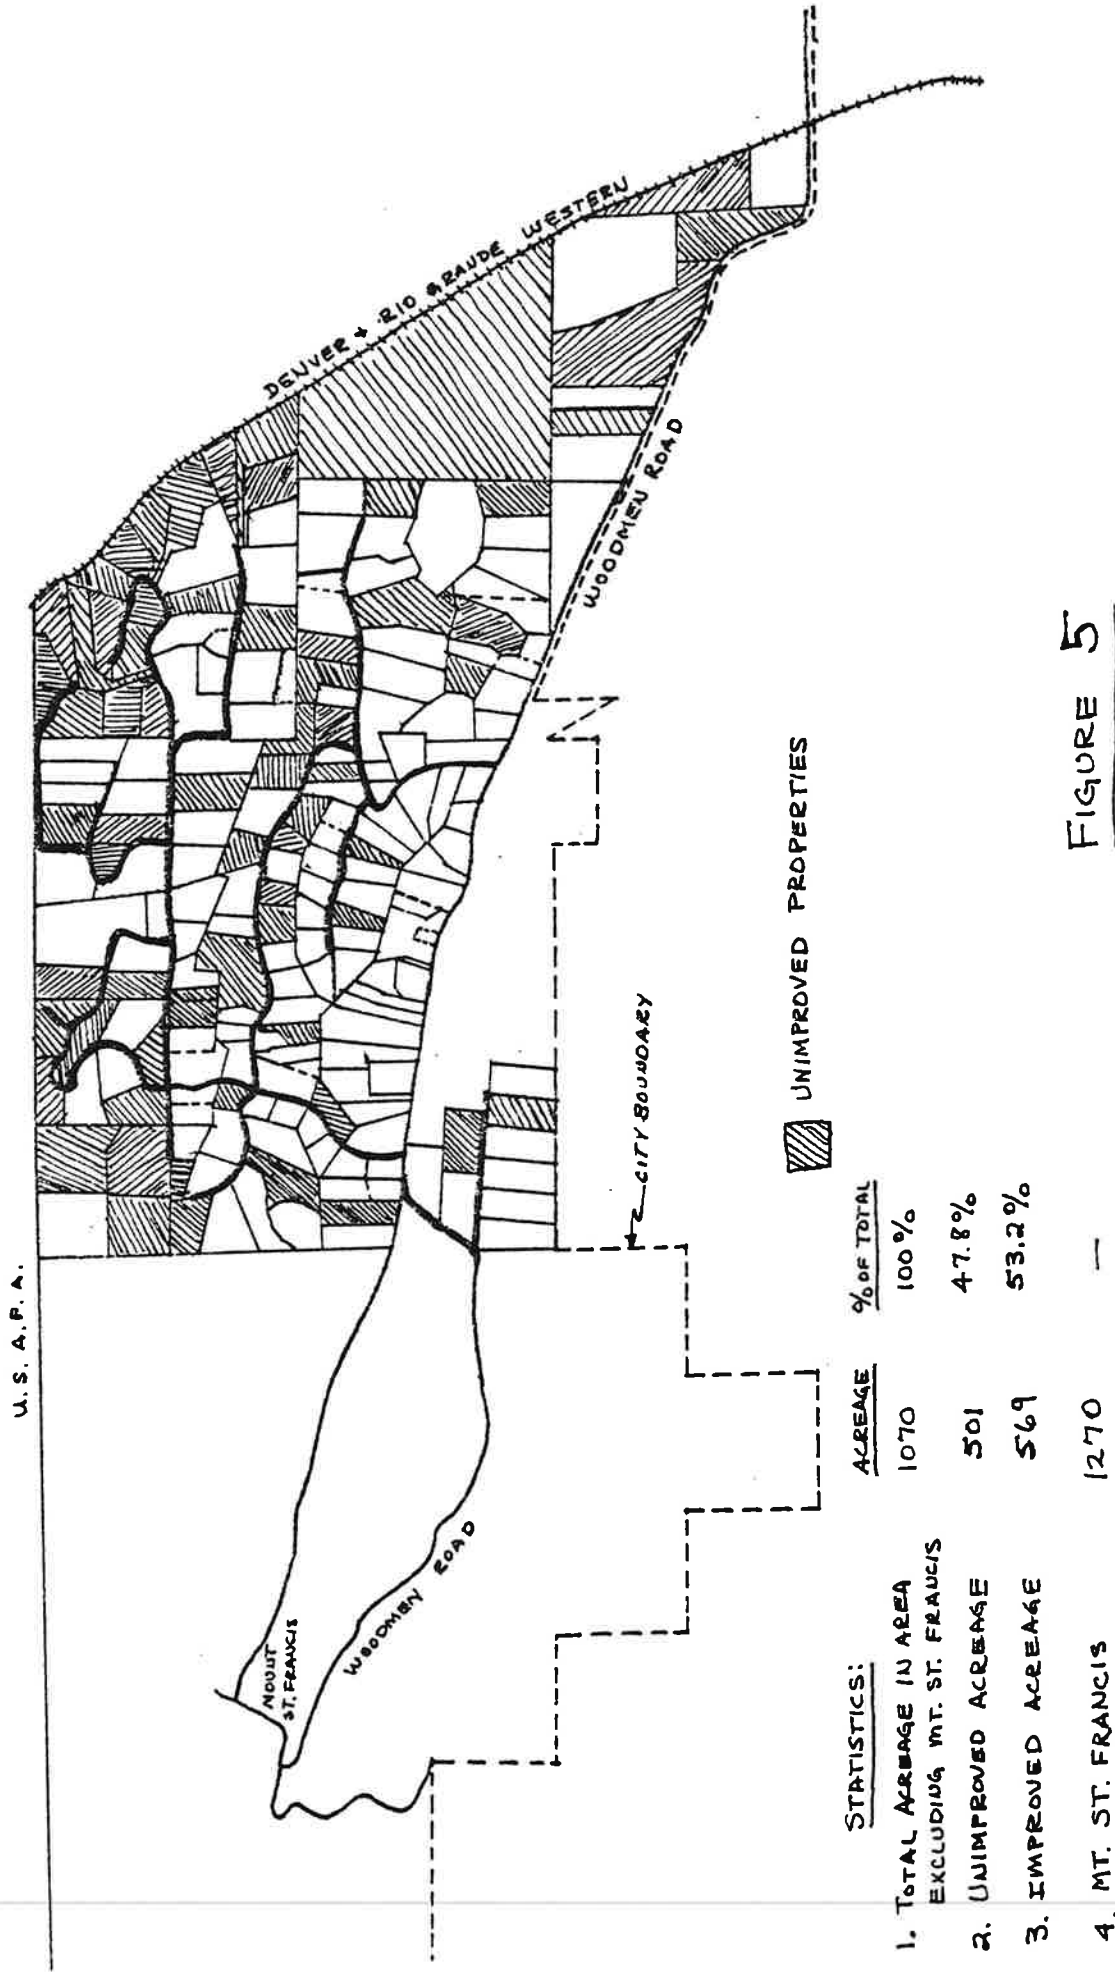 U. S. A. F. A.
DENVER + RIO GRANDE WESTERN
WOODMEN ROAD
MOUNT
ST. FRANCIS
WOODMEN ROAD
CITY BOUNDARY
UNIMPROVED PROPERTIES
STATISTICS: ACREAGE % OF TOTAL
1. TOTAL ACREAGE IN AREA 1070 100%
EXCLUDING MT. ST. FRANCIS
2. UNIMPROVED ACREAGE 501 47.8%
3. IMPROVED ACREAGE 569 53.2%
4. MT. ST. FRANCIS 1270 —
FIGURE 5